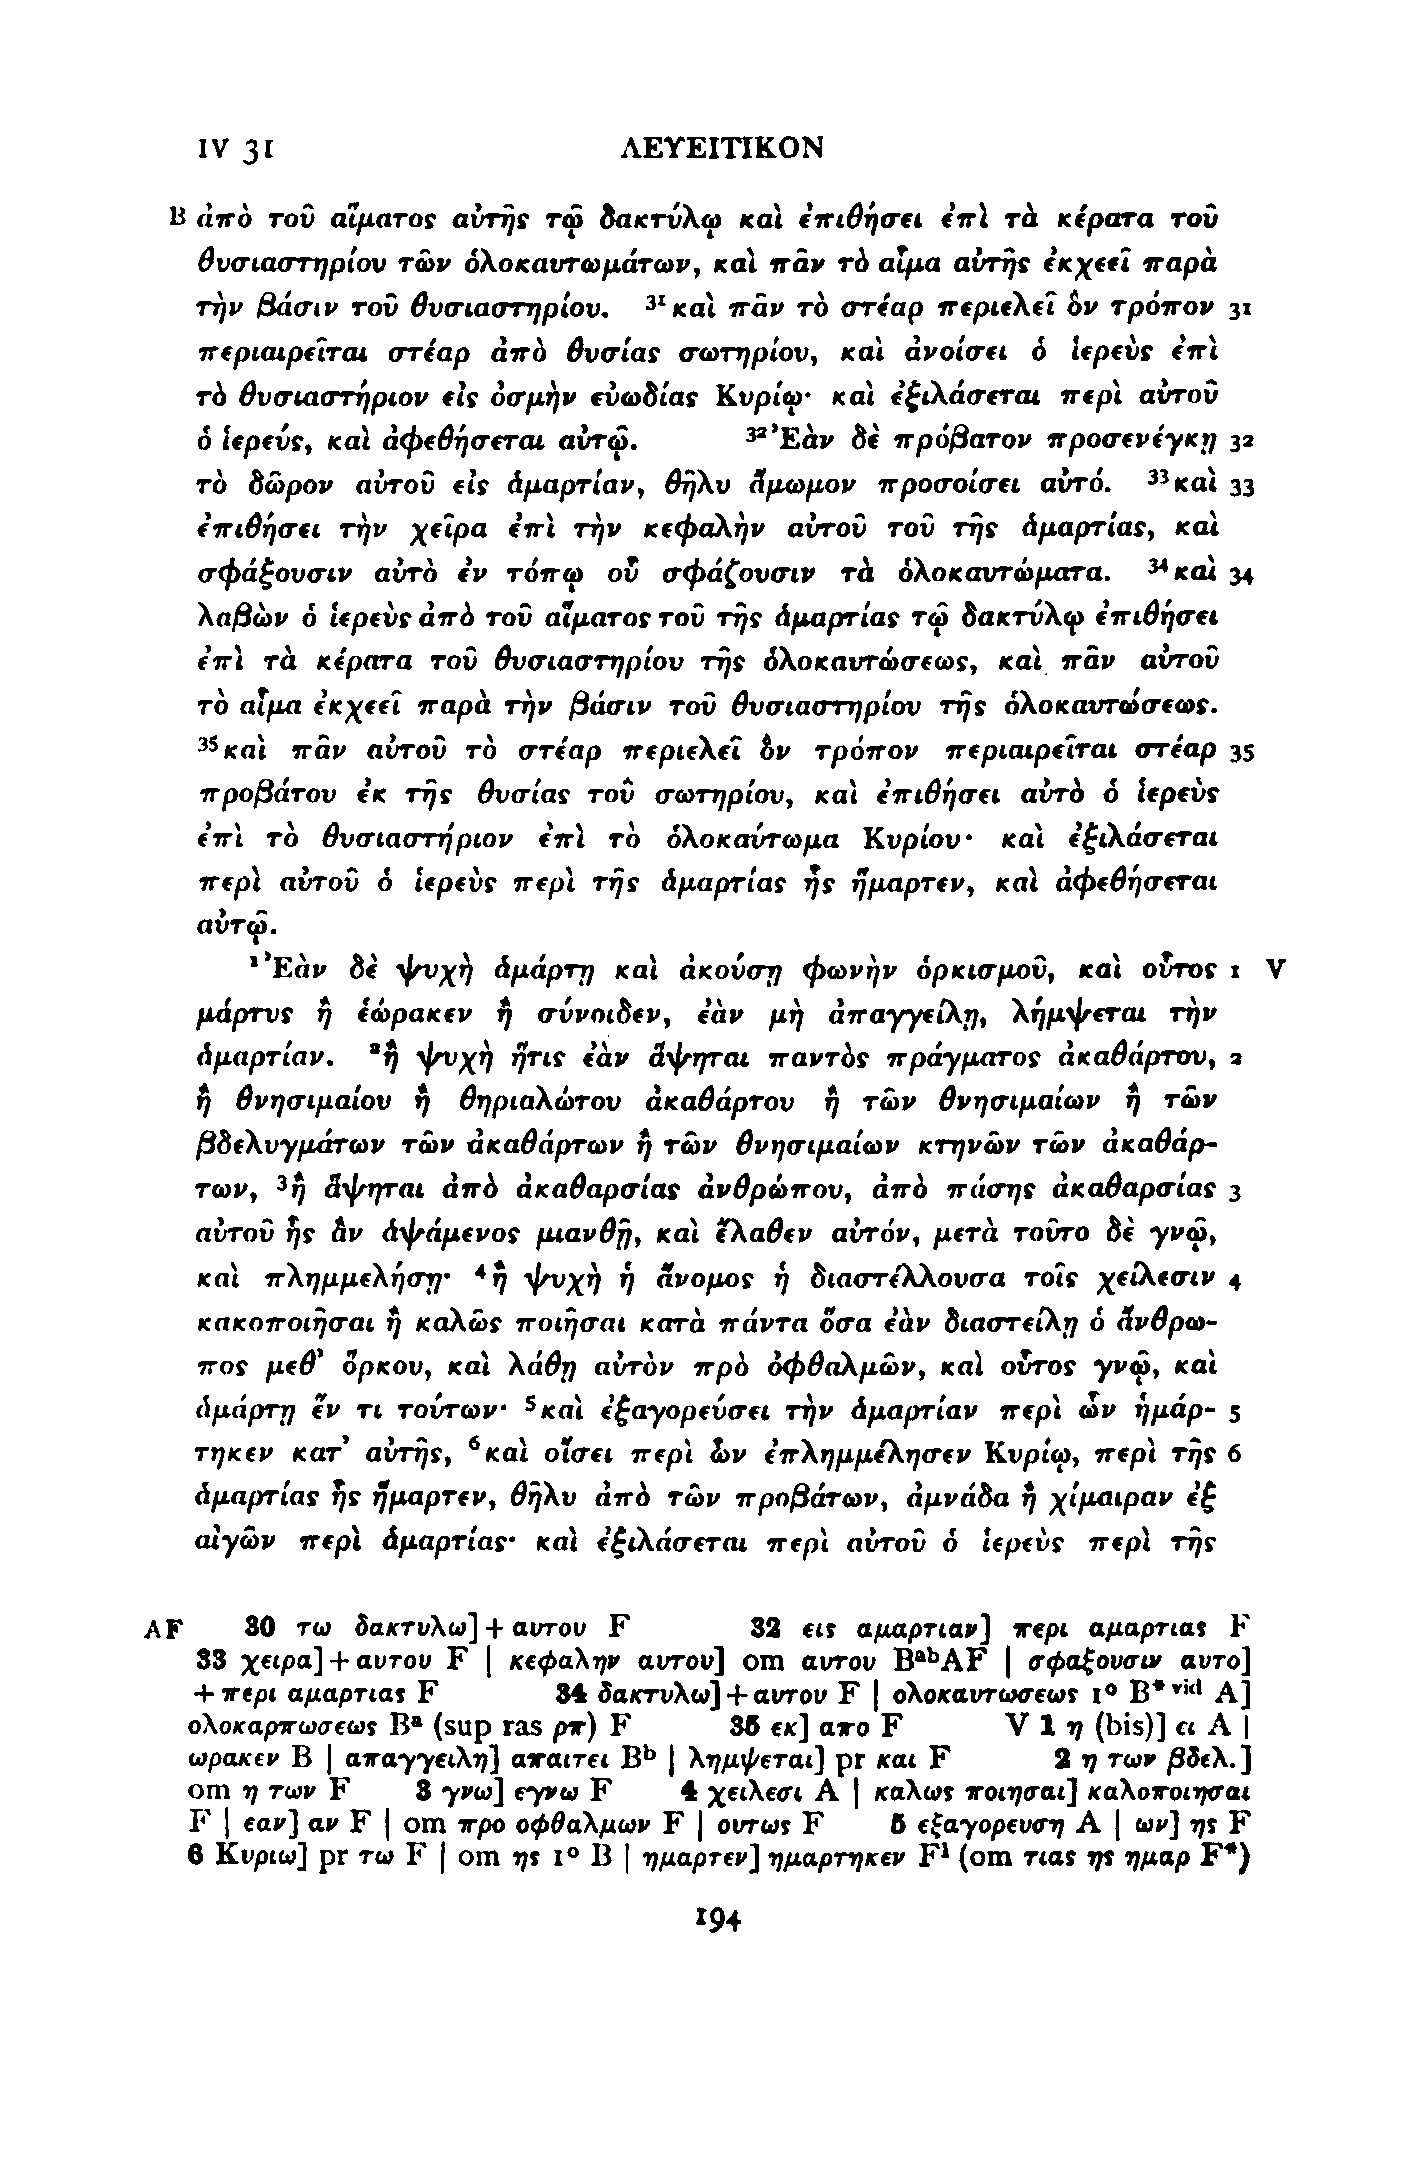 IV 31 ΛΕΥΕΙΤΙΚΟΝ
B ἀπὸ τοῦ αἵματος αὐτῆς τῷ δακτύλῳ καὶ ἐπιθήσει ἐπὶ τὰ κέρατα τοῦ
θυσιαστηρίου τῶν ὁλοκαυτωμάτων, καὶ πᾶν τὸ αἷμα αὐτῆς ἐκχεεῖ παρὰ
τὴν βάσιν τοῦ θυσιαστηρίου. ³¹καὶ πᾶν τὸ στέαρ περιελεῖ ὃν τρόπον 31
περιαιρεῖται στέαρ ἀπὸ θυσίας σωτηρίου, καὶ ἀνοίσει ὁ ἱερεὺς ἐπὶ
τὸ θυσιαστήριον εἰς ὀσμὴν εὐωδίας Κυρίῳ· καὶ ἐξιλάσεται περὶ αὐτοῦ
ὁ ἱερεύς, καὶ ἀφεθήσεται αὐτῷ. ³²Ἐὰν δὲ πρόβατον προσενέγκῃ 32
τὸ δῶρον αὐτοῦ εἰς ἁμαρτίαν, θῆλυ ἄμωμον προσοίσει αὐτό. ³³καὶ 33
ἐπιθήσει τὴν χεῖρα ἐπὶ τὴν κεφαλὴν αὐτοῦ τοῦ τῆς ἁμαρτίας, καὶ
σφάξουσιν αὐτὸ ἐν τόπῳ οὗ σφάζουσιν τὰ ὁλοκαυτώματα. ³⁴καὶ 34
λαβὼν ὁ ἱερεὺς ἀπὸ τοῦ αἵματος τοῦ τῆς ἁμαρτίας τῷ δακτύλῳ ἐπιθήσει
ἐπὶ τὰ κέρατα τοῦ θυσιαστηρίου τῆς ὁλοκαυτώσεως, καὶ πᾶν αὐτοῦ
τὸ αἷμα ἐκχεεῖ παρὰ τὴν βάσιν τοῦ θυσιαστηρίου τῆς ὁλοκαυτώσεως.
³⁵καὶ πᾶν αὐτοῦ τὸ στέαρ περιελεῖ ὃν τρόπον περιαιρεῖται στέαρ 35
προβάτου ἐκ τῆς θυσίας τοῦ σωτηρίου, καὶ ἐπιθήσει αὐτὸ ὁ ἱερεὺς
ἐπὶ τὸ θυσιαστήριον ἐπὶ τὸ ὁλοκαύτωμα Κυρίου· καὶ ἐξιλάσεται
περὶ αὐτοῦ ὁ ἱερεὺς περὶ τῆς ἁμαρτίας ἧς ἥμαρτεν, καὶ ἀφεθήσεται
αὐτῷ.
¹Ἐὰν δὲ ψυχὴ ἁμάρτῃ καὶ ἀκούσῃ φωνὴν ὁρκισμοῦ, καὶ οὗτος 1 V
μάρτυς ἢ ἑώρακεν ἢ σύνοιδεν, ἐὰν μὴ ἀπαγγείλῃ, λήμψεται τὴν
ἁμαρτίαν. ²ἢ ψυχὴ ἥτις ἐὰν ἅψηται παντὸς πράγματος ἀκαθάρτου, 2
ἢ θνησιμαίου ἢ θηριαλώτου ἀκαθάρτου ἢ τῶν θνησιμαίων ἢ τῶν
βδελυγμάτων τῶν ἀκαθάρτων ἢ τῶν θνησιμαίων κτηνῶν τῶν ἀκαθάρ-
των, ³ἢ ἅψηται ἀπὸ ἀκαθαρσίας ἀνθρώπου, ἀπὸ πάσης ἀκαθαρσίας 3
αὐτοῦ ἧς ἂν ἁψάμενος μιανθῇ, καὶ ἔλαθεν αὐτόν, μετὰ τοῦτο δὲ γνῷ,
καὶ πλημμελήσῃ· ⁴ἢ ψυχὴ ἡ ἄνομος ἡ διαστέλλουσα τοῖς χείλεσιν 4
κακοποιῆσαι ἢ καλῶς ποιῆσαι κατὰ πάντα ὅσα ἐὰν διαστείλῃ ὁ ἄνθρω-
πος μεθ’ ὅρκου, καὶ λάθῃ αὐτὸν πρὸ ὀφθαλμῶν, καὶ οὗτος γνῷ, καὶ
ἁμάρτῃ ἕν τι τούτων· ⁵καὶ ἐξαγορεύσει τὴν ἁμαρτίαν περὶ ὧν ἡμάρ- 5
τηκεν κατ’ αὐτῆς, ⁶καὶ οἴσει περὶ ὧν ἐπλημμέλησεν Κυρίῳ, περὶ τῆς 6
ἁμαρτίας ἧς ἥμαρτεν, θῆλυ ἀπὸ τῶν προβάτων, ἀμνάδα ἢ χίμαιραν ἐξ
αἰγῶν περὶ ἁμαρτίας· καὶ ἐξιλάσεται περὶ αὐτοῦ ὁ ἱερεὺς περὶ τῆς
AF 30 τω δακτυλω]+αυτου F 32 εις αμαρτιαν] περι αμαρτιας F
33 χειρα]+αυτου F | κεφαλην αυτου] om αυτου BᵃᵇAF | σφαξουσιν αυτο]
+περι αμαρτιας F 34 δακτυλω]+αυτου F | ολοκαυτωσεως 1º B*ᵛⁱᵈ A]
ολοκαρπωσεως Bᵃ (sup ras ρπ) F 35 εκ] απο F V 1 η (bis)] ει A |
ωρακεν B | απαγγειλη] απαιτει Bᵇ | λημψεται] pr και F 2 η των βδελ.]
om η των F 3 γνω] εγνω F 4 χειλεσι A | καλως ποιησαι] καλοποιησαι
F | εαν] αν F | om προ οφθαλμων F | ουτως F 5 εξαγορευση A | ων] ης F
6 Κυριω] pr τω F | om ης 1º B | ημαρτεν] ημαρτηκεν F¹ (om τιας ης ημαρ F*)
194